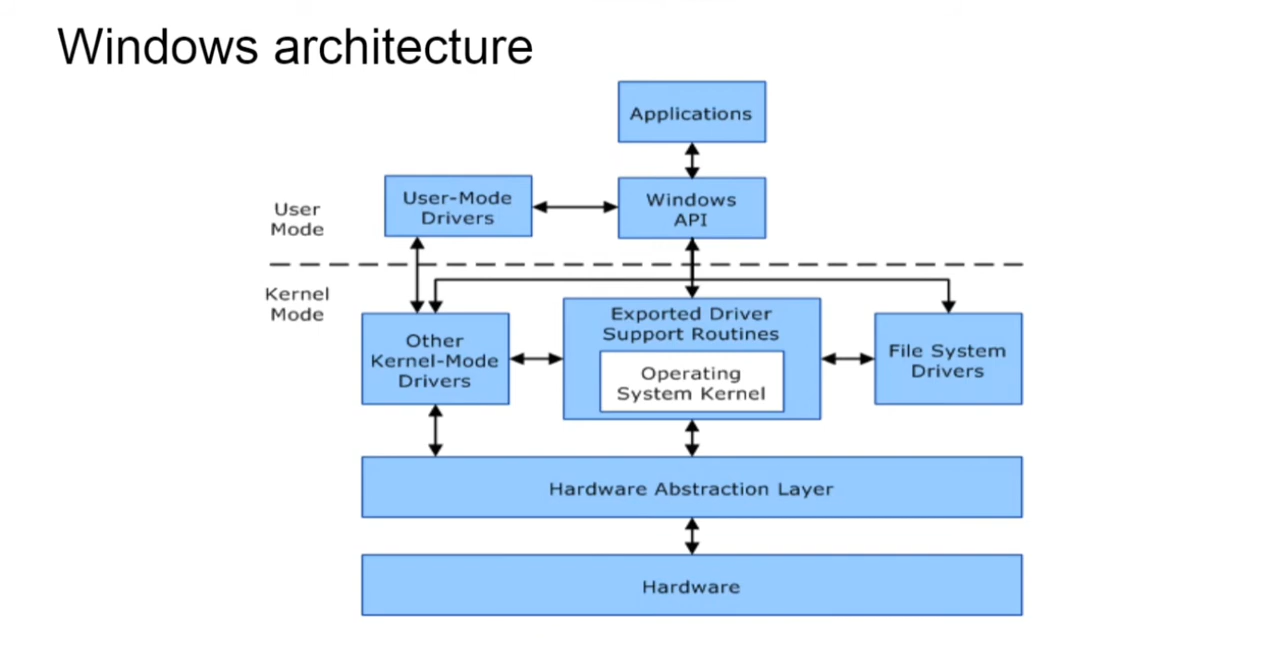 Windows architecture
Applications
User-Mode
Drivers
Windows
API
User
Mode
Kernel
Mode
Other
Kernel-Mode
Drivers
Exported Driver
Support Routines
Operating
System Kernel
File System
Drivers
Hardware Abstraction Layer
Hardware